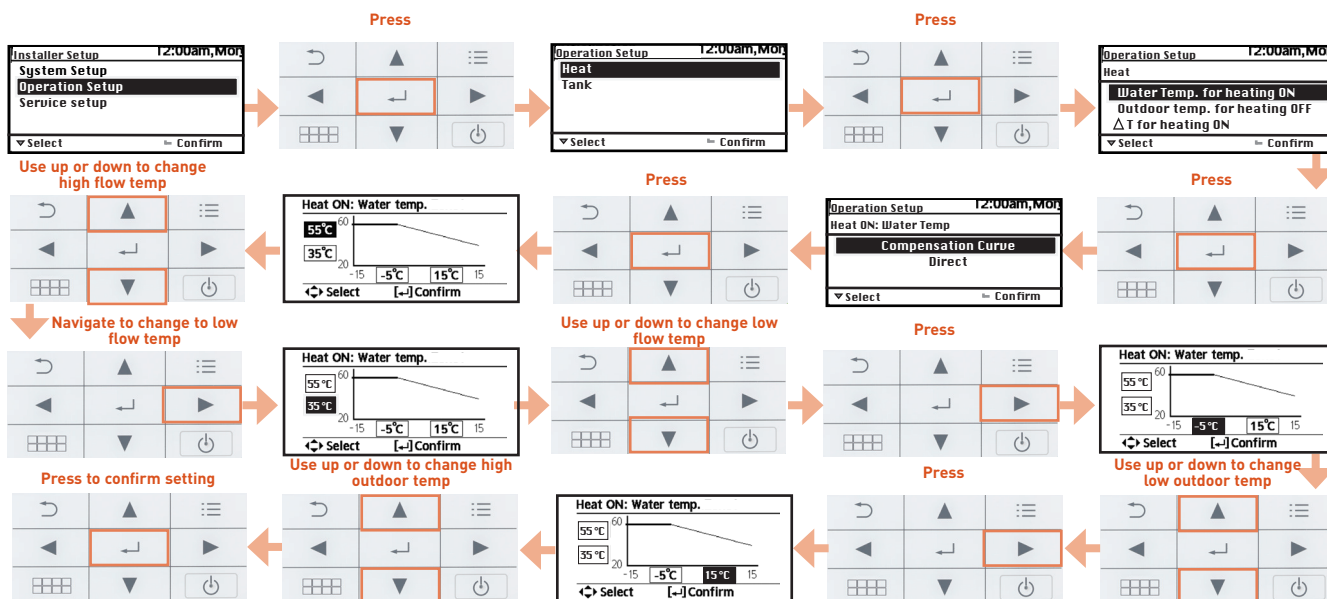 Press
Press
Installer Setup 12:00am,Mon
System Setup
Operation Setup
Service setup
▼Select Confirm
Operation Setup 12:00am,Mon
Heat
Tank
▼Select Confirm
Operation Setup 12:00am,Mo
Heat
Water Temp. for heating ON
Outdoor temp. for heating OFF
△T for heating ON
▼Select Confirm
Use up or down to change
high flow temp
Heat ON: Water temp.
60
55°C
35°C
20
-15 -5°C 15°C 15
Select [↵]Confirm
Press
Operation Setup 12:00am,Mon
Heat ON: Water Temp
Compensation Curve
Direct
▼Select Confirm
Press
Navigate to change to low
flow temp
Heat ON: Water temp.
60
55°C
35°C
20
-15 -5°C 15°C 15
Select [↵]Confirm
Use up or down to change low
flow temp
Press
Heat ON: Water temp.
60
55°C
35°C
20
-15 -5°C 15°C 15
Select [↵]Confirm
Press to confirm setting
Use up or down to change high
outdoor temp
Heat ON: Water temp.
60
55°C
35°C
20
-15 -5°C 15°C 15
Select [↵]Confirm
Press
Use up or down to change
low outdoor temp